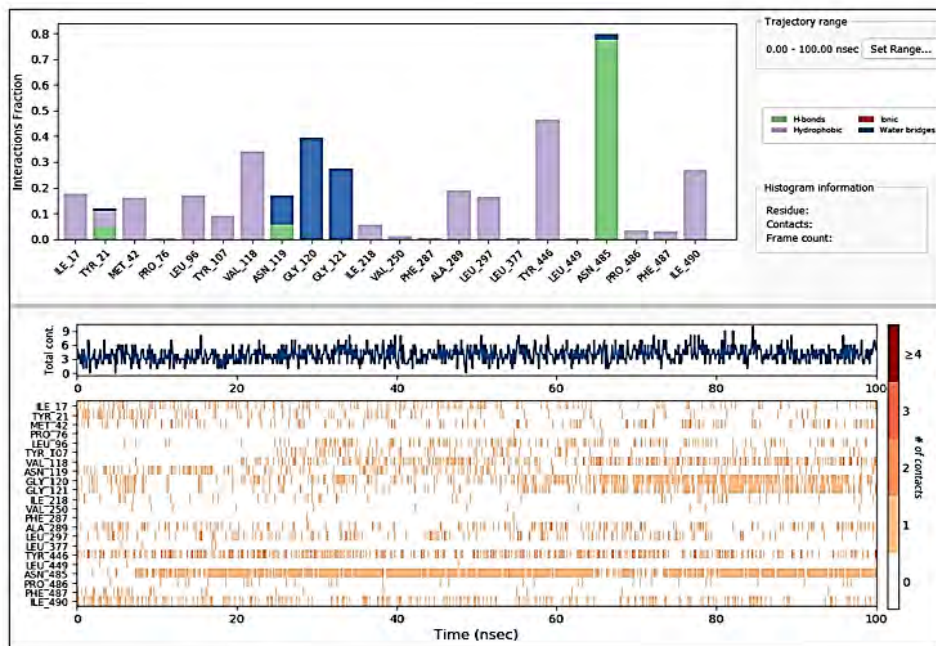 Trajectory range
0.00 - 100.00 nsec Set Range...
H-bonds Ionic
Hydrophobic Water bridges
Histogram information
Residue:
Contacts:
Frame count:
Interactions Fraction
0.8
0.7
0.6
0.5
0.4
0.3
0.2
0.1
0.0
ILE_17 TYR_21 MET_42 PRO_76 LEU_96 TYR_107 VAL_118 ASN_119 GLY_120 GLY_121 ILE_218 VAL_250 PHE_287 ALA_289 LEU_297 LEU_377 TYR_446 LEU_449 ASN_485 PRO_486 PHE_487 ILE_490
Total cont.
9
6
3
0
0 20 40 60 80 100
ILE_17
TYR_21
MET_42
PRO_76
LEU_96
TYR_107
VAL_118
ASN_119
GLY_120
GLY_121
ILE_218
VAL_250
PHE_287
ALA_289
LEU_297
LEU_377
TYR_446
LEU_449
ASN_485
PRO_486
PHE_487
ILE_490
0 20 40 60 80 100
Time (nsec)
≥4
3
2
1
0
# of contacts